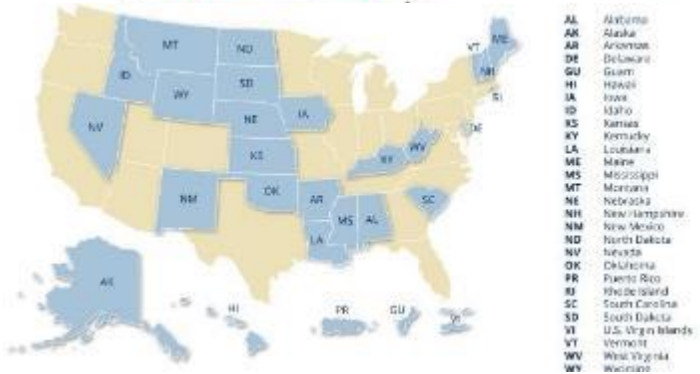 MT
ND
ID
SD
WY
NE
IA
NV
KS
KY
WV
NM
OK
AR
SC
MS
AL
LA
VT
ME
NH
RI
DE
AK
HI
PR
GU
VI
AL Alabama
AK Alaska
AR Arkansas
DE Delaware
GU Guam
HI Hawaii
IA Iowa
ID Idaho
KS Kansas
KY Kentucky
LA Louisiana
ME Maine
MS Mississippi
MT Montana
NE Nebraska
NH New Hampshire
NM New Mexico
ND North Dakota
NV Nevada
OK Oklahoma
PR Puerto Rico
RI Rhode Island
SC South Carolina
SD South Dakota
VI U.S. Virgin Islands
VT Vermont
WV West Virginia
WY Wyoming